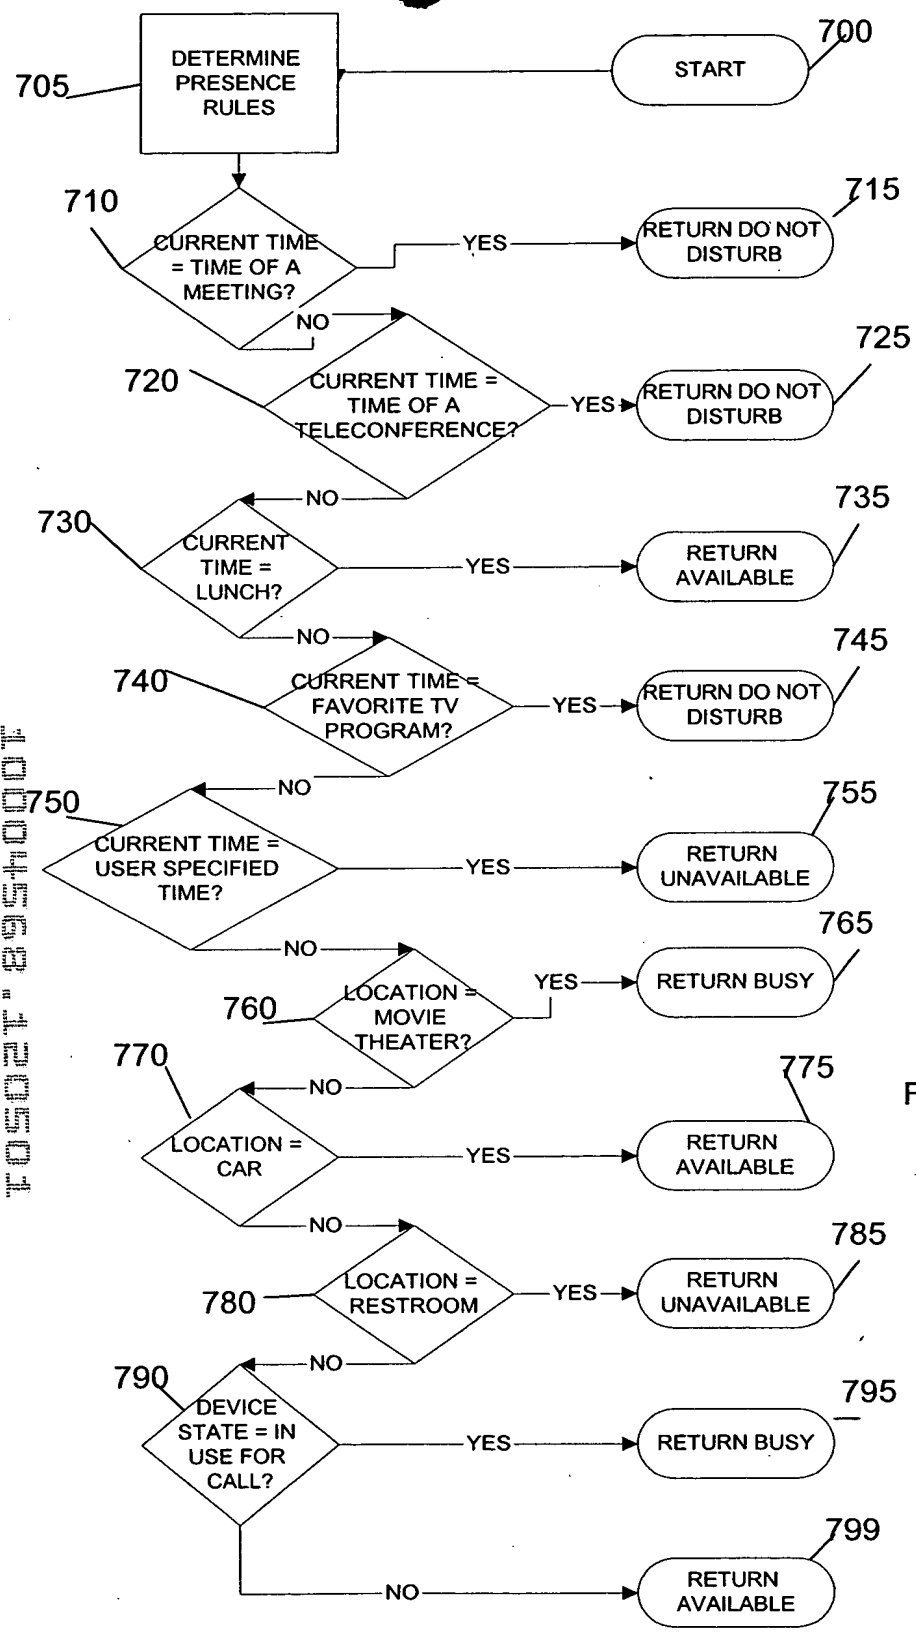 DETERMINE
PRESENCE
RULES
705
START
700
710
CURRENT TIME
= TIME OF A
MEETING?
YES
RETURN DO NOT
DISTURB
715
NO
720
CURRENT TIME =
TIME OF A
TELECONFERENCE?
YES
RETURN DO NOT
DISTURB
725
NO
730
CURRENT
TIME =
LUNCH?
YES
RETURN
AVAILABLE
735
NO
740
CURRENT TIME =
FAVORITE TV
PROGRAM?
YES
RETURN DO NOT
DISTURB
745
NO
750
CURRENT TIME =
USER SPECIFIED
TIME?
YES
RETURN
UNAVAILABLE
755
NO
760
LOCATION =
MOVIE
THEATER?
YES
RETURN BUSY
765
NO
770
LOCATION =
CAR
YES
RETURN
AVAILABLE
775
F
NO
780
LOCATION =
RESTROOM
YES
RETURN
UNAVAILABLE
785
NO
790
DEVICE
STATE = IN
USE FOR
CALL?
YES
RETURN BUSY
795
NO
RETURN
AVAILABLE
799